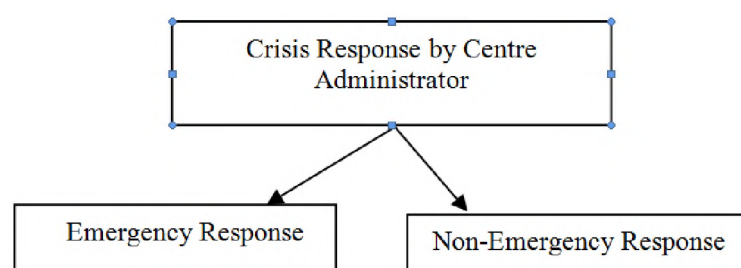 Crisis Response by Centre
Administrator
Emergency Response
Non-Emergency Response